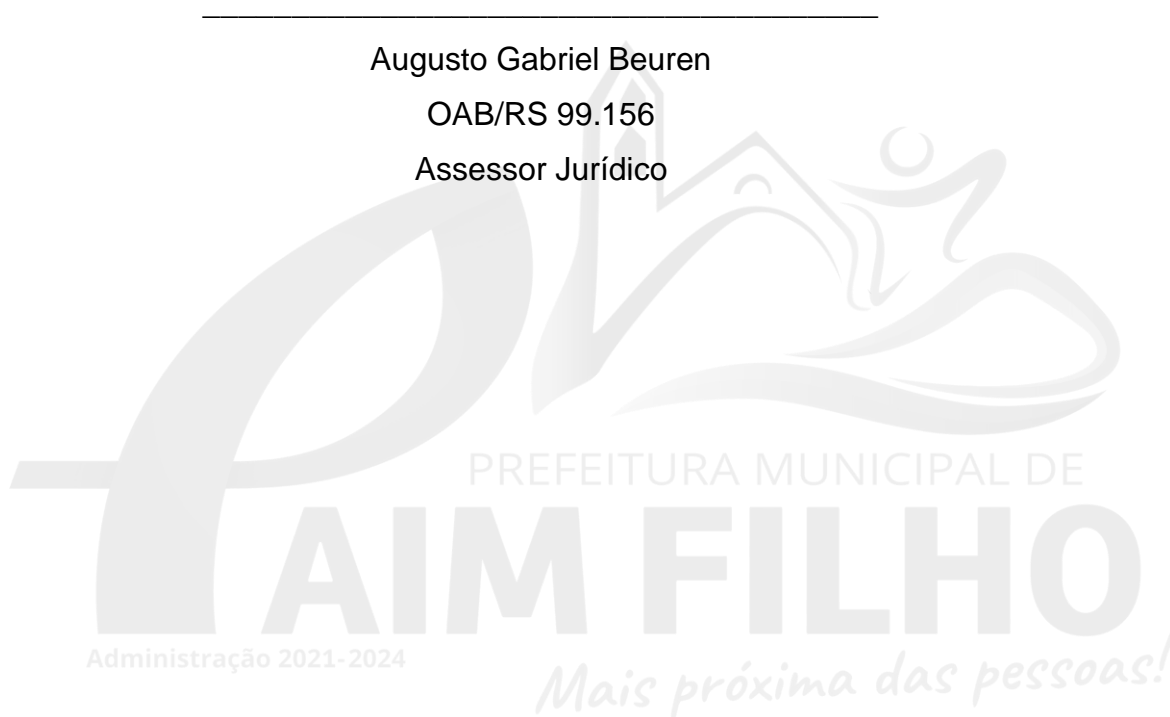 Augusto Gabriel Beuren
OAB/RS 99.156
Assessor Jurídico
PREFEITURA MUNICIPAL DE
PAIM FILHO
Administração 2021-2024
Mais próxima das pessoas!